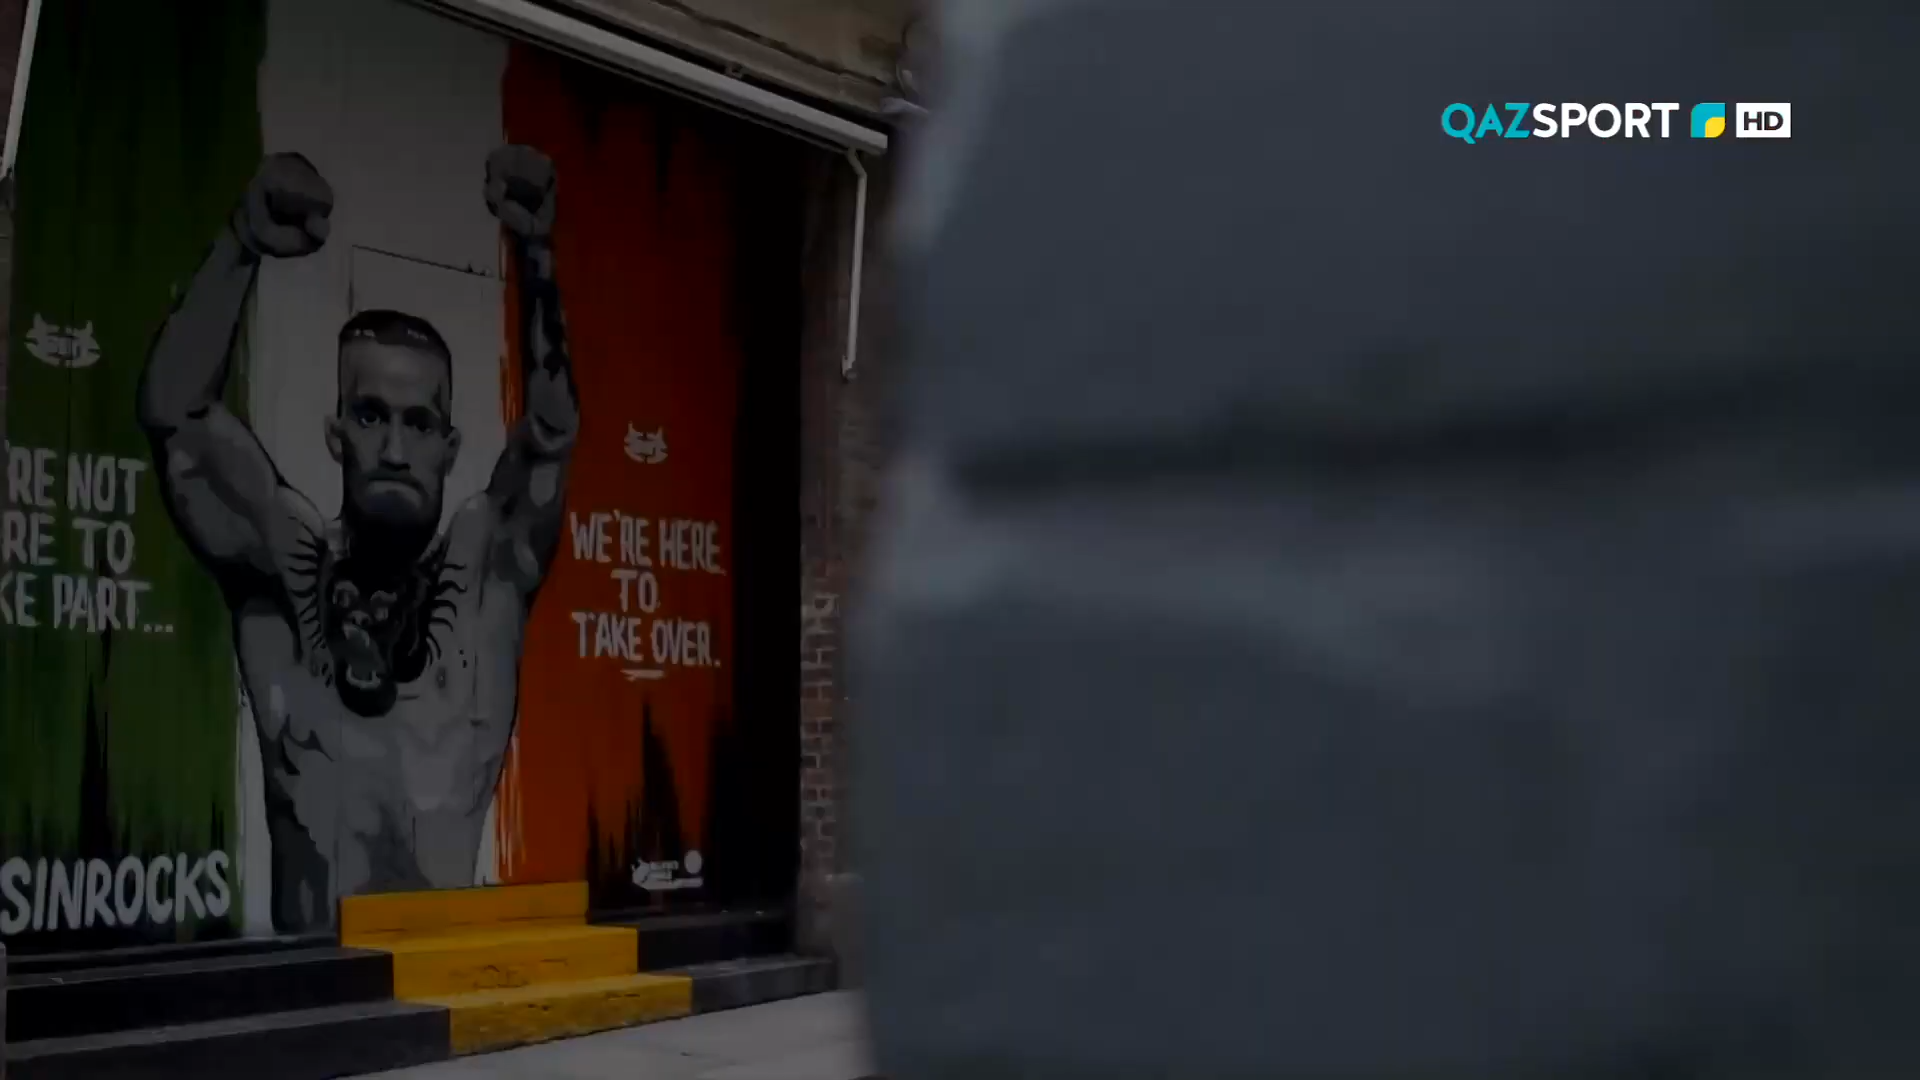 QAZSPORT HD
'RE NOT
RE TO
KE PART...
WE'RE HERE
TO
TAKE OVER.
SINROCKS